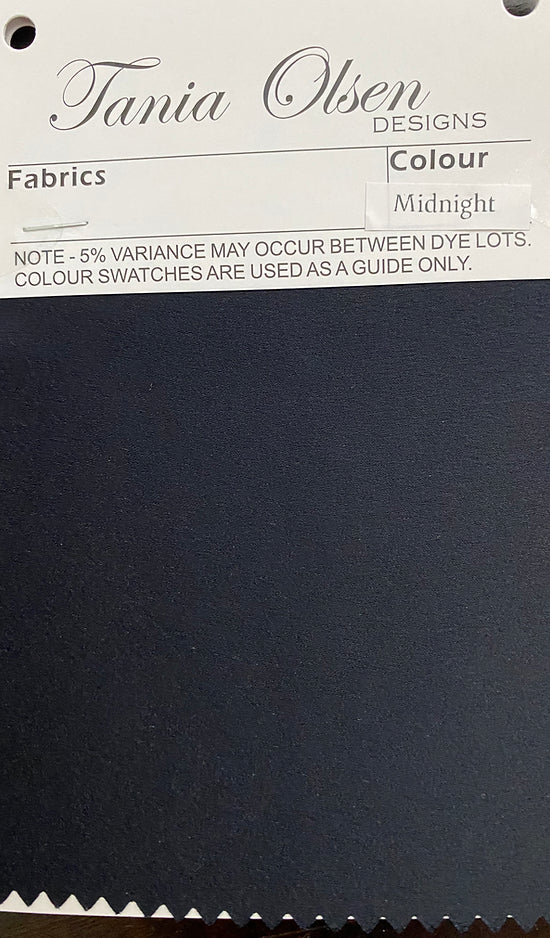 Tania Olsen
DESIGNS
Fabrics
Colour
Midnight
NOTE - 5% VARIANCE MAY OCCUR BETWEEN DYE LOTS.
COLOUR SWATCHES ARE USED AS A GUIDE ONLY.